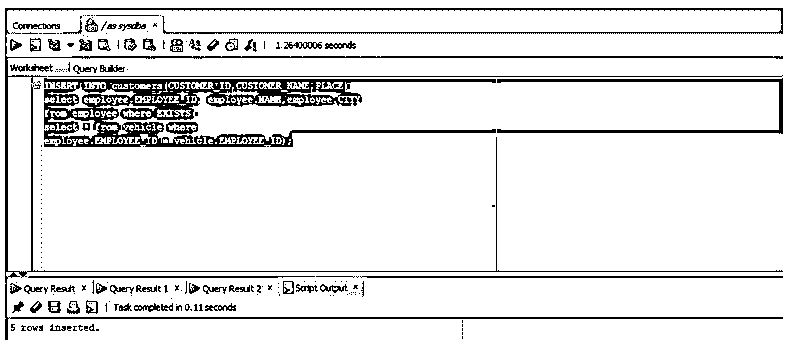 Connections /as sysdba ×
1.26400006 seconds
Worksheet Query Builder
INSERT INTO customers(CUSTOMER_ID,CUSTOMER_NAME,PLACE)
select employee.EMPLOYEE_ID, employee.NAME,employee.CITY
from employee where EXISTS(
select * from vehicle where
employee.EMPLOYEE_ID = vehicle.EMPLOYEE_ID);
Query Result × Query Result 1 × Query Result 2 × Script Output ×
Task completed in 0.11 seconds
5 rows inserted.